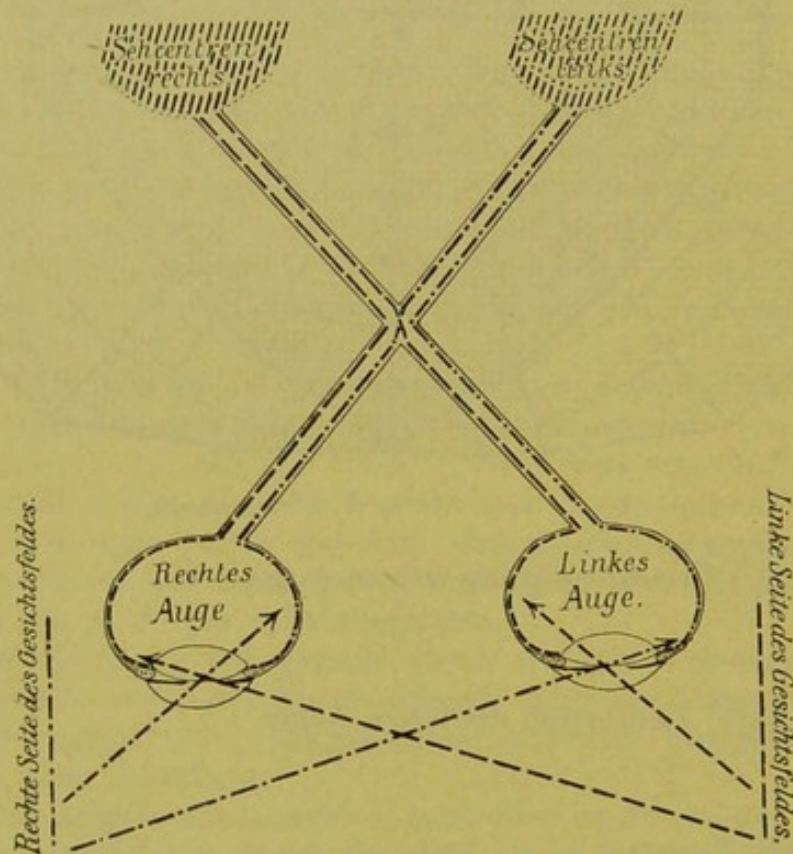 Sehcentren
rechts
Sehcentren
links
Rechtes
Auge
Linkes
Auge.
Rechte Seite des Gesichtsfeldes.
Linke Seite des Gesichtsfeldes.